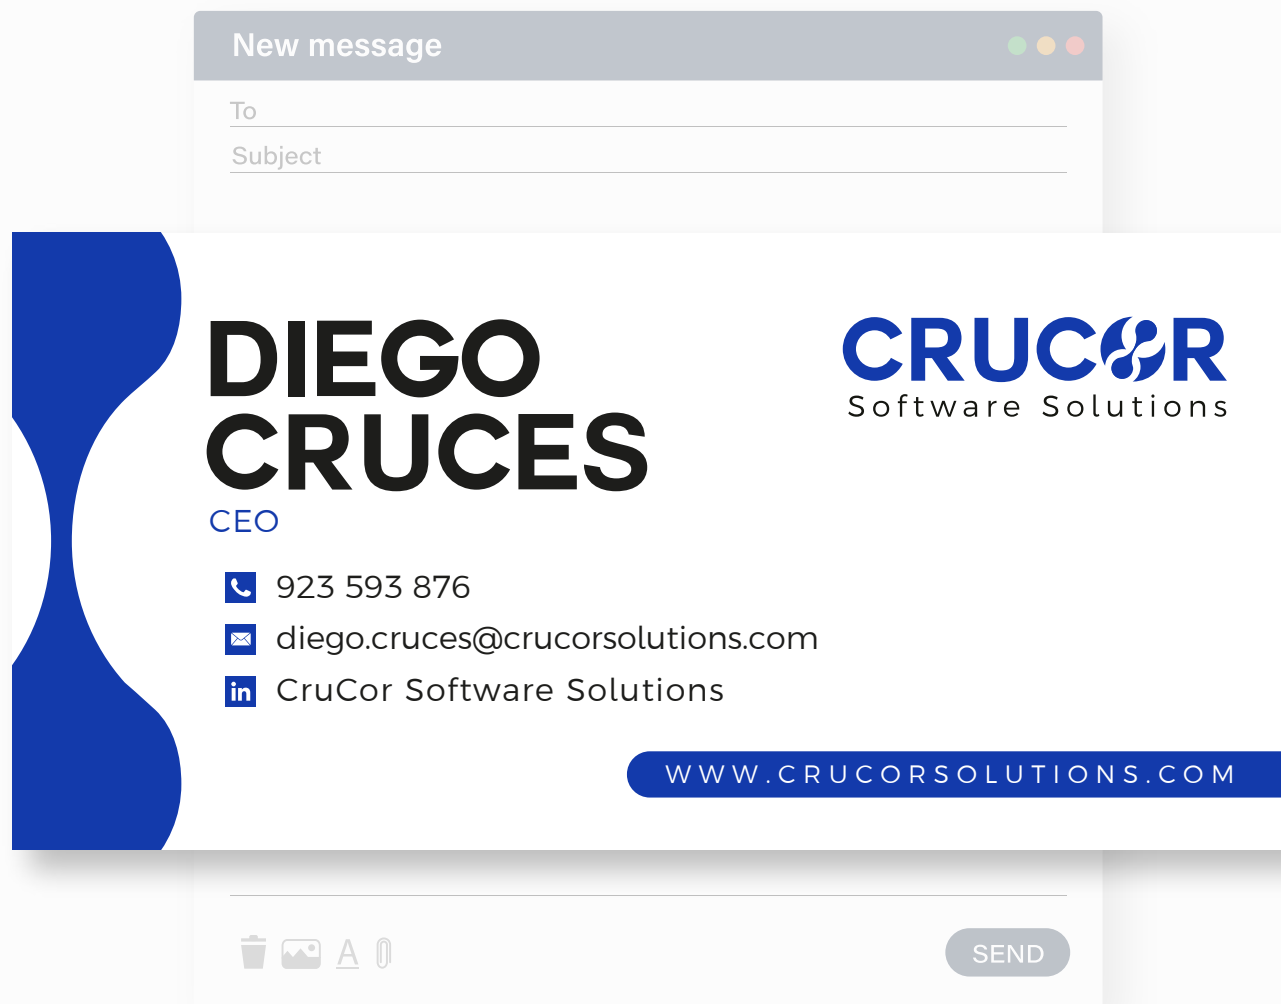 New message
To
Subject
DIEGO
CRUCES
CEO
CRUCOR
Software Solutions
923 593 876
diego.cruces@crucorsolutions.com
in CruCor Software Solutions
WWW.CRUCORSOLUTIONS.COM
A
SEND